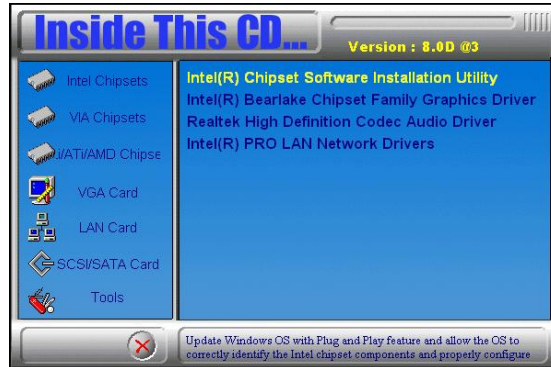 Inside This CD...
Version : 8.0D @3
Intel Chipsets
VIA Chipsets
i/ATi/AMD Chipse
VGA Card
LAN Card
SCSI/SATA Card
Tools
Intel(R) Chipset Software Installation Utility
Intel(R) Bearlake Chipset Family Graphics Driver
Realtek High Definition Codec Audio Driver
Intel(R) PRO LAN Network Drivers
Update Windows OS with Plug and Play feature and allow the OS to
correctly identify the Intel chipset components and properly configure